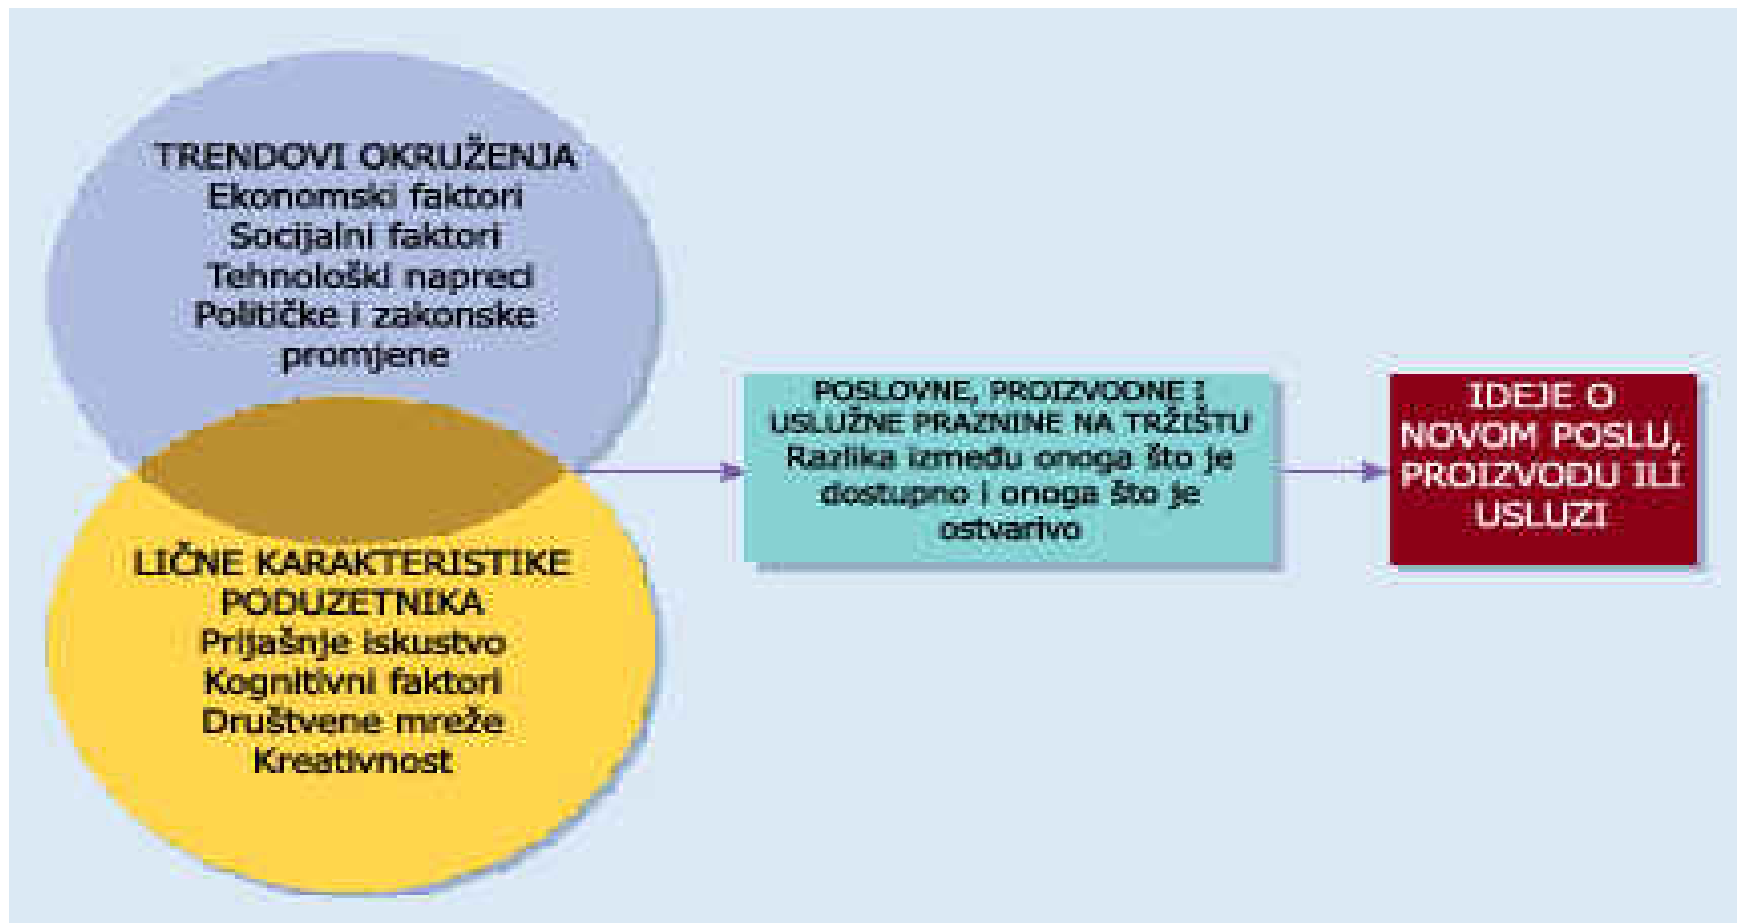 TRENDOVI OKRUŽENJA
Ekonomski faktori
Socijalni faktori
Tehnološki napreci
Političke i zakonske
promjene
LIČNE KARAKTERISTIKE
PODUZETNIKA
Prijašnje iskustvo
Kognitivni faktori
Društvene mreže
Kreativnost
POSLOVNE, PROIZVODNE I
USLUŽNE PRAZNINE NA TRŽIŠTU
Razlika između onoga što je
dostupno i onoga što je
ostvarivo
IDEJE O
NOVOM POSLU,
PROIZVODU ILI
USLUZI